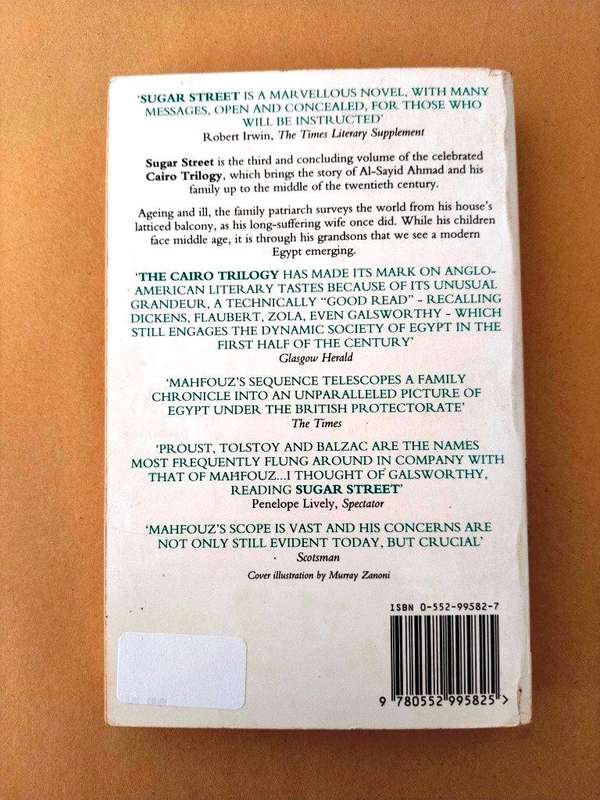 'SUGAR STREET IS A MARVELLOUS NOVEL, WITH MANY
MESSAGES, OPEN AND CONCEALED, FOR THOSE WHO
WILL BE INSTRUCTED'
Robert Irwin, The Times Literary Supplement
Sugar Street is the third and concluding volume of the celebrated
Cairo Trilogy, which brings the story of Al-Sayid Ahmad and his
family up to the middle of the twentieth century.
Ageing and ill, the family patriarch surveys the world from his house's
latticed balcony, as his long-suffering wife once did. While his children
face middle age, it is through his grandsons that we see a modern
Egypt emerging.
'THE CAIRO TRILOGY HAS MADE ITS MARK ON ANGLO-
AMERICAN LITERARY TASTES BECAUSE OF ITS UNUSUAL
GRANDEUR, A TECHNICALLY "GOOD READ" - RECALLING
DICKENS, FLAUBERT, ZOLA, EVEN GALSWORTHY - WHICH
STILL ENGAGES THE DYNAMIC SOCIETY OF EGYPT IN THE
FIRST HALF OF THE CENTURY'
Glasgow Herald
'MAHFOUZ'S SEQUENCE TELESCOPES A FAMILY
CHRONICLE INTO AN UNPARALLELED PICTURE OF
EGYPT UNDER THE BRITISH PROTECTORATE'
The Times
'PROUST, TOLSTOY AND BALZAC ARE THE NAMES
MOST FREQUENTLY FLUNG AROUND IN COMPANY WITH
THAT OF MAHFOUZ...I THOUGHT OF GALSWORTHY,
READING SUGAR STREET'
Penelope Lively, Spectator
'MAHFOUZ'S SCOPE IS VAST AND HIS CONCERNS ARE
NOT ONLY STILL EVIDENT TODAY, BUT CRUCIAL'
Scotsman
Cover illustration by Murray Zanoni
ISBN 0-552-99582-7
9 780552 995825 >